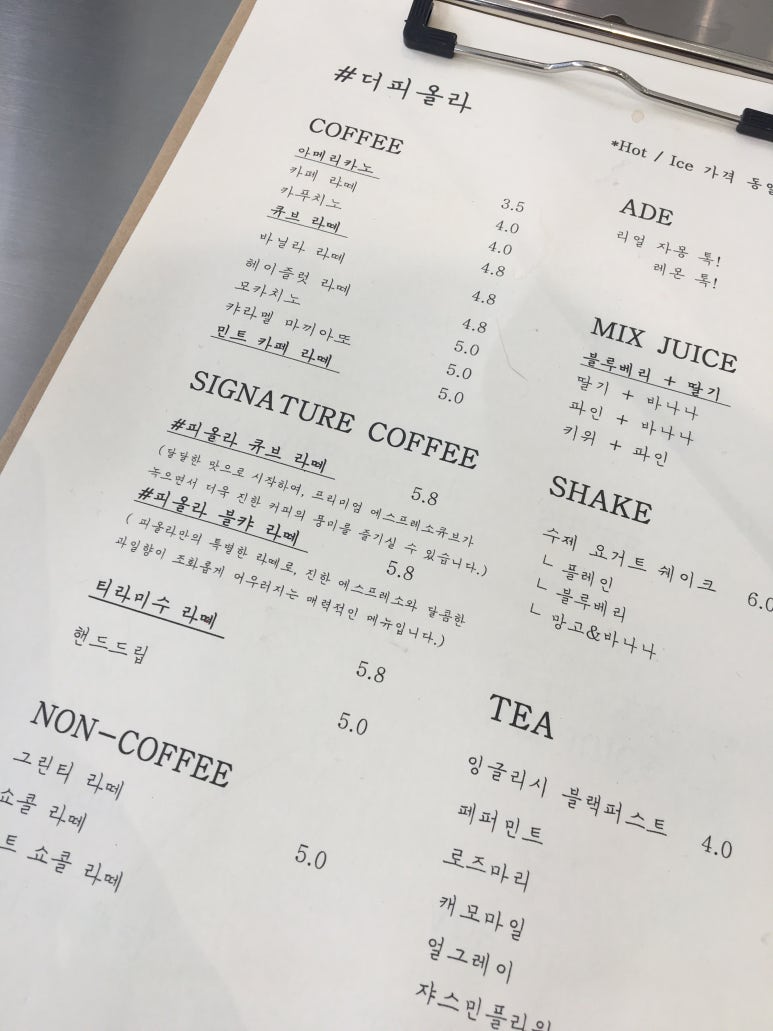 #더피올라
COFFEE
아메리카노 3.5
카페 라떼 4.0
카푸치노 4.0
큐브 라떼 4.8
바닐라 라떼 4.8
헤이즐럿 라떼 4.8
모카치노 5.0
캬라멜 마끼아또 5.0
민트 카페 라떼 5.0
SIGNATURE COFFEE
#피올라 큐브 라떼 5.8
(달달한 맛으로 시작하여, 프리미엄 에스프레소큐브가
녹으면서 더욱 진한 커피의 풍미를 즐기실 수 있습니다.)
#피올라 블캬 라떼 5.8
( 피올라만의 특별한 라떼로, 진한 에스프레소와 달콤한
과일향이 조화롭게 어우러지는 매력적인 메뉴입니다.)
티라미수 라떼 5.8
핸드드립 5.0
NON-COFFEE
그린티 라떼 5.0
쇼콜 라떼
트 쇼콜 라떼
*Hot / Ice 가격 동일
ADE
리얼 자몽 톡!
레몬 톡!
MIX JUICE
블루베리 + 딸기
딸기 + 바나나
파인 + 바나나
키위 + 파인
SHAKE
수제 요거트 쉐이크 6.0
ㄴ 플레인
ㄴ 블루베리
ㄴ 망고&바나나
TEA
잉글리시 블랙퍼스트 4.0
페퍼민트
로즈마리
캐모마일
얼그레이
쟈스민플리워